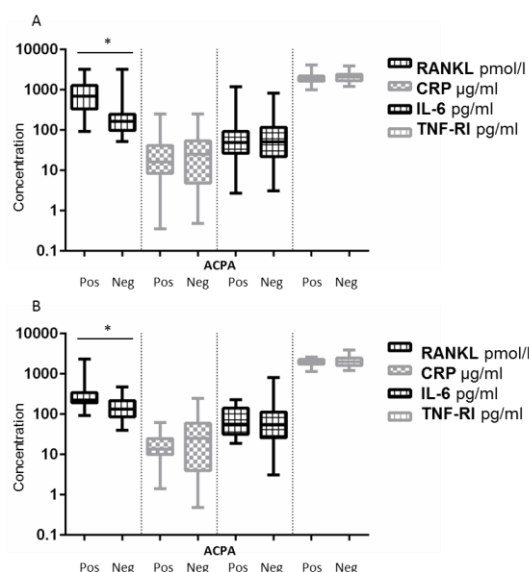 A
*
10000
1000
100
10
1
0.1
Concentration
Pos Neg Pos Neg Pos Neg Pos Neg
ACPA
RANKL pmol/l
CRP µg/ml
IL-6 pg/ml
TNF-RI pg/ml
B
*
10000
1000
100
10
1
0.1
Concentration
ACPA
Pos Neg Pos Neg Pos Neg Pos Neg
RANKL pmol/l
CRP µg/ml
IL-6 pg/ml
TNF-RI pg/ml